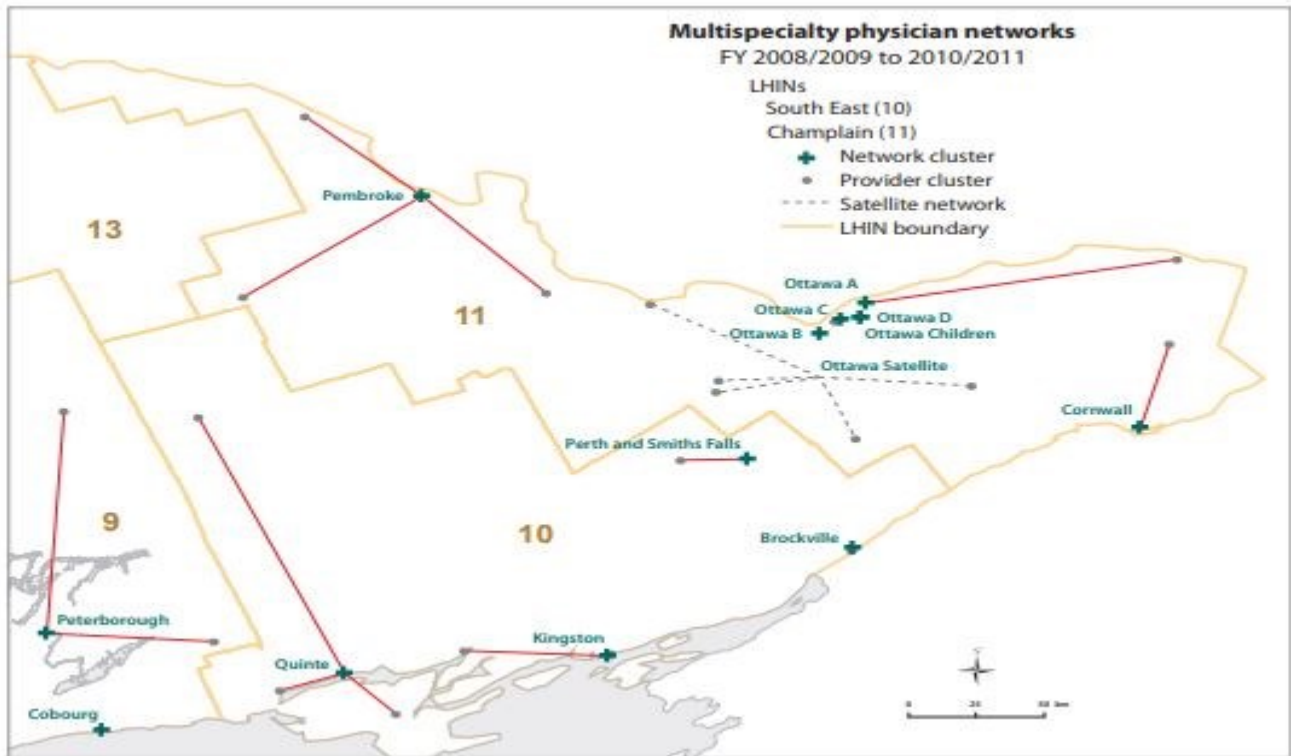 Multispecialty physician networks
FY 2008/2009 to 2010/2011
LHINs
South East (10)
Champlain (11)
Network cluster
Provider cluster
Satellite network
LHIN boundary
Pembroke
13
11
Ottawa A
Ottawa C
Ottawa D
Ottawa B
Ottawa Children
Ottawa Satellite
Cornwall
Perth and Smiths Falls
9
10
Brockville
Peterborough
Kingston
Quinte
Cobourg
0